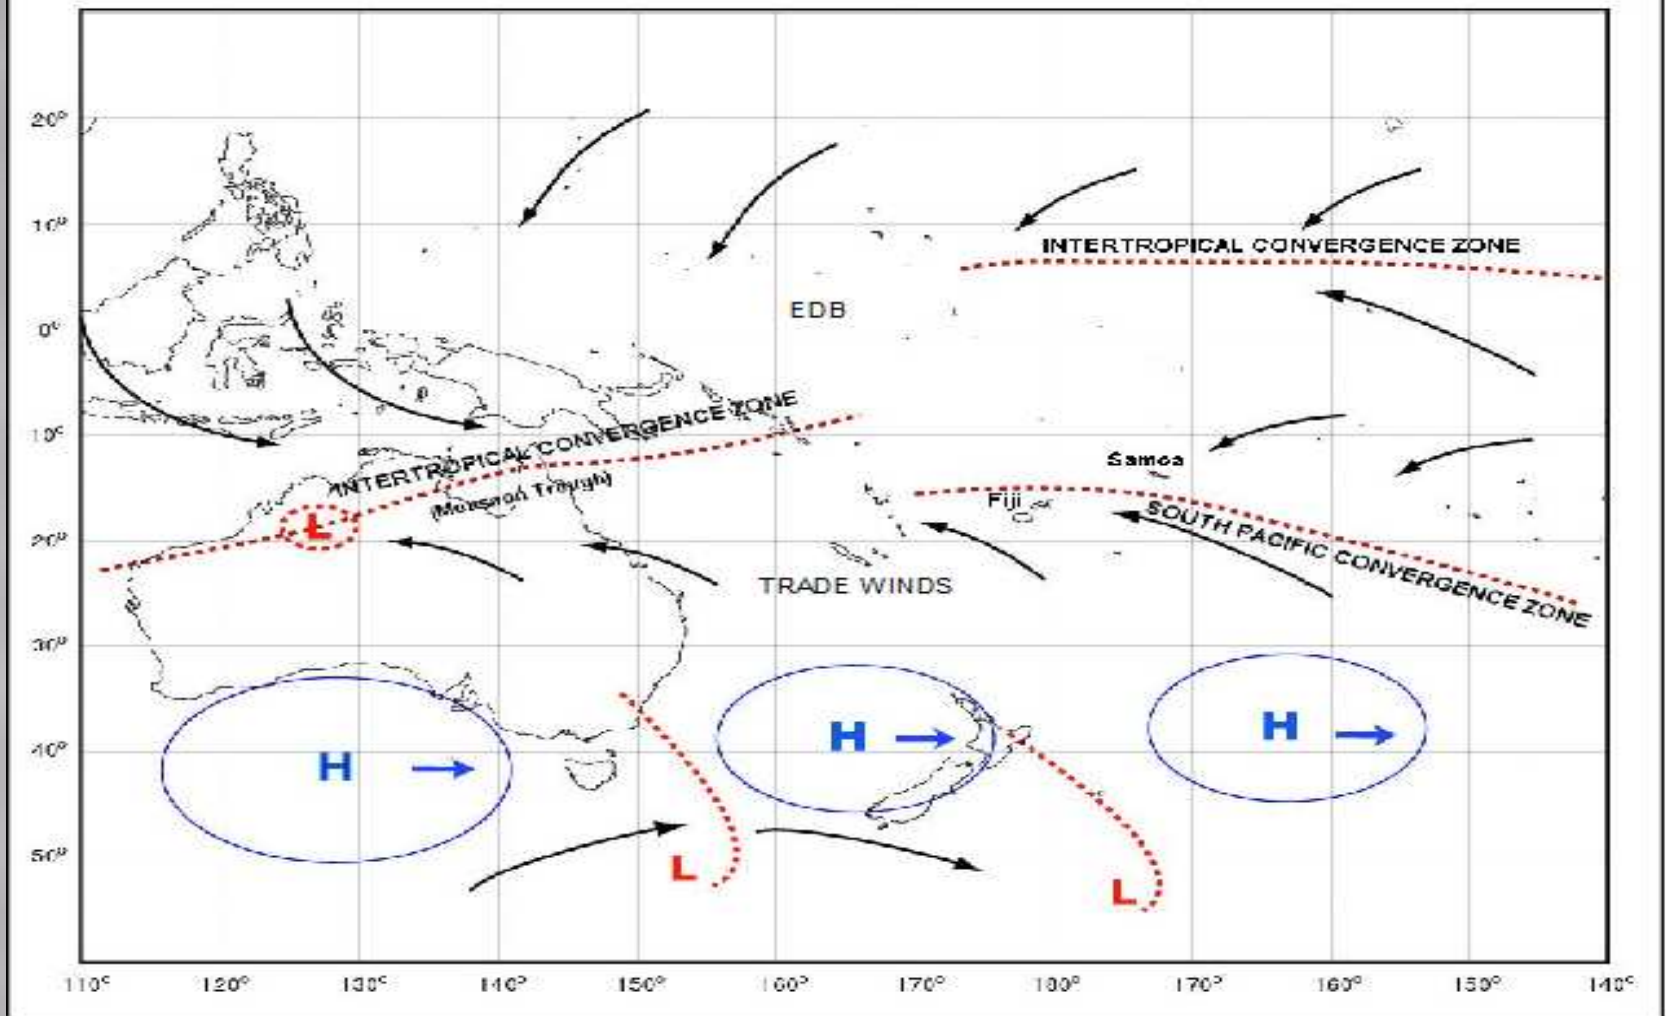 20°
10°
INTERTROPICAL CONVERGENCE ZONE
EDB
0°
INTERTROPICAL CONVERGENCE ZONE
10°
Samoa
(Monsoon Trough)
Fiji
L
SOUTH PACIFIC CONVERGENCE ZONE
20°
TRADE WINDS
30°
H
H
H
40°
50°
L
L
110°
120°
130°
140°
150°
160°
170°
180°
170°
160°
150°
140°